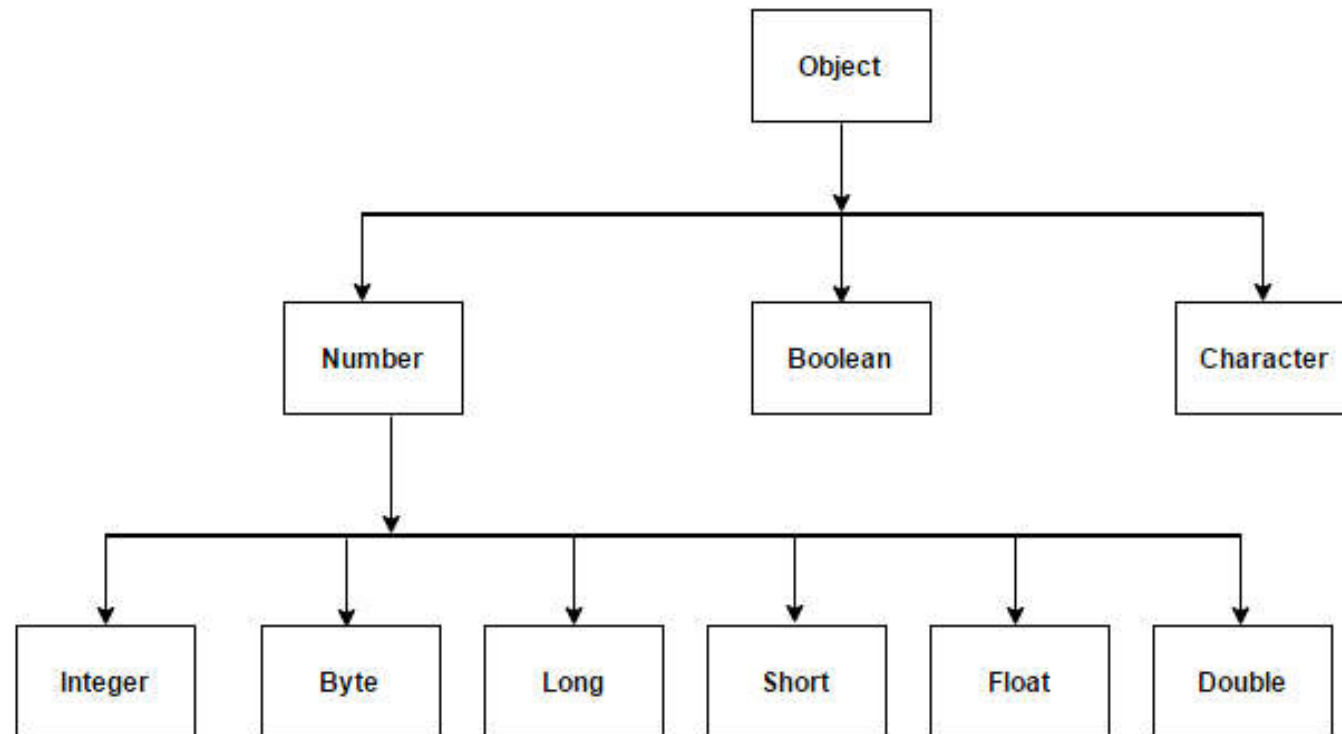 Object
Number
Boolean
Character
Integer
Byte
Long
Short
Float
Double